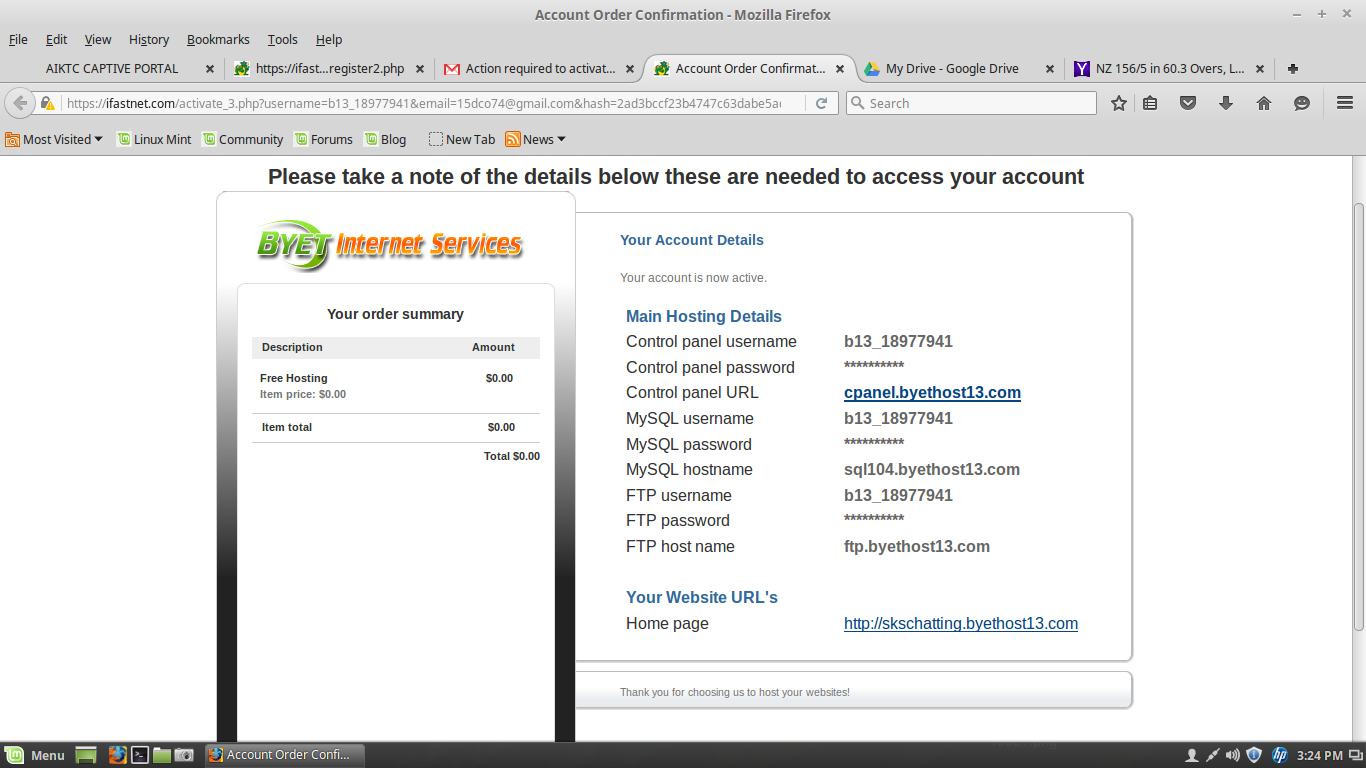 Account Order Confirmation - Mozilla Firefox
File Edit View History Bookmarks Tools Help
AIKTC CAPTIVE PORTAL
https://ifast...register2.php
Action required to activat...
Account Order Confirmat...
My Drive - Google Drive
NZ 156/5 in 60.3 Overs, L...
https://ifastnet.com/activate_3.php?username=b13_18977941&email=15dco74@gmail.com&hash=2ad3bccf23b4747c63dabe5a
Search
Most Visited Linux Mint Community Forums Blog New Tab News
Please take a note of the details below these are needed to access your account
BYET Internet Services
Your order summary
Description Amount
Free Hosting $0.00
Item price: $0.00
Item total $0.00
Total $0.00
Your Account Details
Your account is now active.
Main Hosting Details
Control panel username b13_18977941
Control panel password **********
Control panel URL cpanel.byethost13.com
MySQL username b13_18977941
MySQL password **********
MySQL hostname sql104.byethost13.com
FTP username b13_18977941
FTP password **********
FTP host name ftp.byethost13.com
Your Website URL's
Home page http://skschatting.byethost13.com
Thank you for choosing us to host your websites!
Menu
Account Order Confi...
hp
3:24 PM